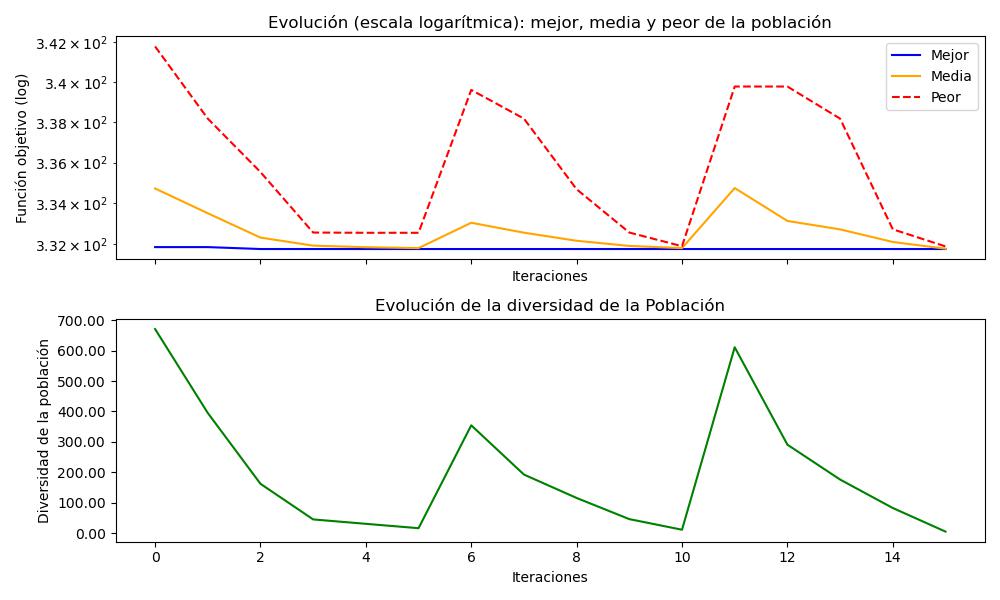 Evolución (escala logarítmica): mejor, media y peor de la población
Función objetivo (log)
3.42 × 10²
3.4 × 10²
3.38 × 10²
3.36 × 10²
3.34 × 10²
3.32 × 10²
Mejor
Media
Peor
Iteraciones
Evolución de la diversidad de la Población
Diversidad de la población
700.00
600.00
500.00
400.00
300.00
200.00
100.00
0.00
0 2 4 6 8 10 12 14
Iteraciones